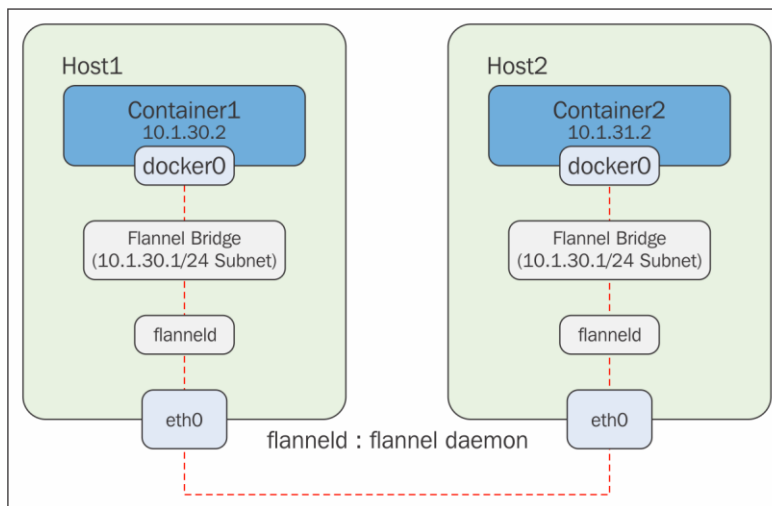 Host1
Container1
10.1.30.2
docker0
Flannel Bridge
(10.1.30.1/24 Subnet)
flanneld
eth0
Host2
Container2
10.1.31.2
docker0
Flannel Bridge
(10.1.30.1/24 Subnet)
flanneld
eth0
flanneld : flannel daemon